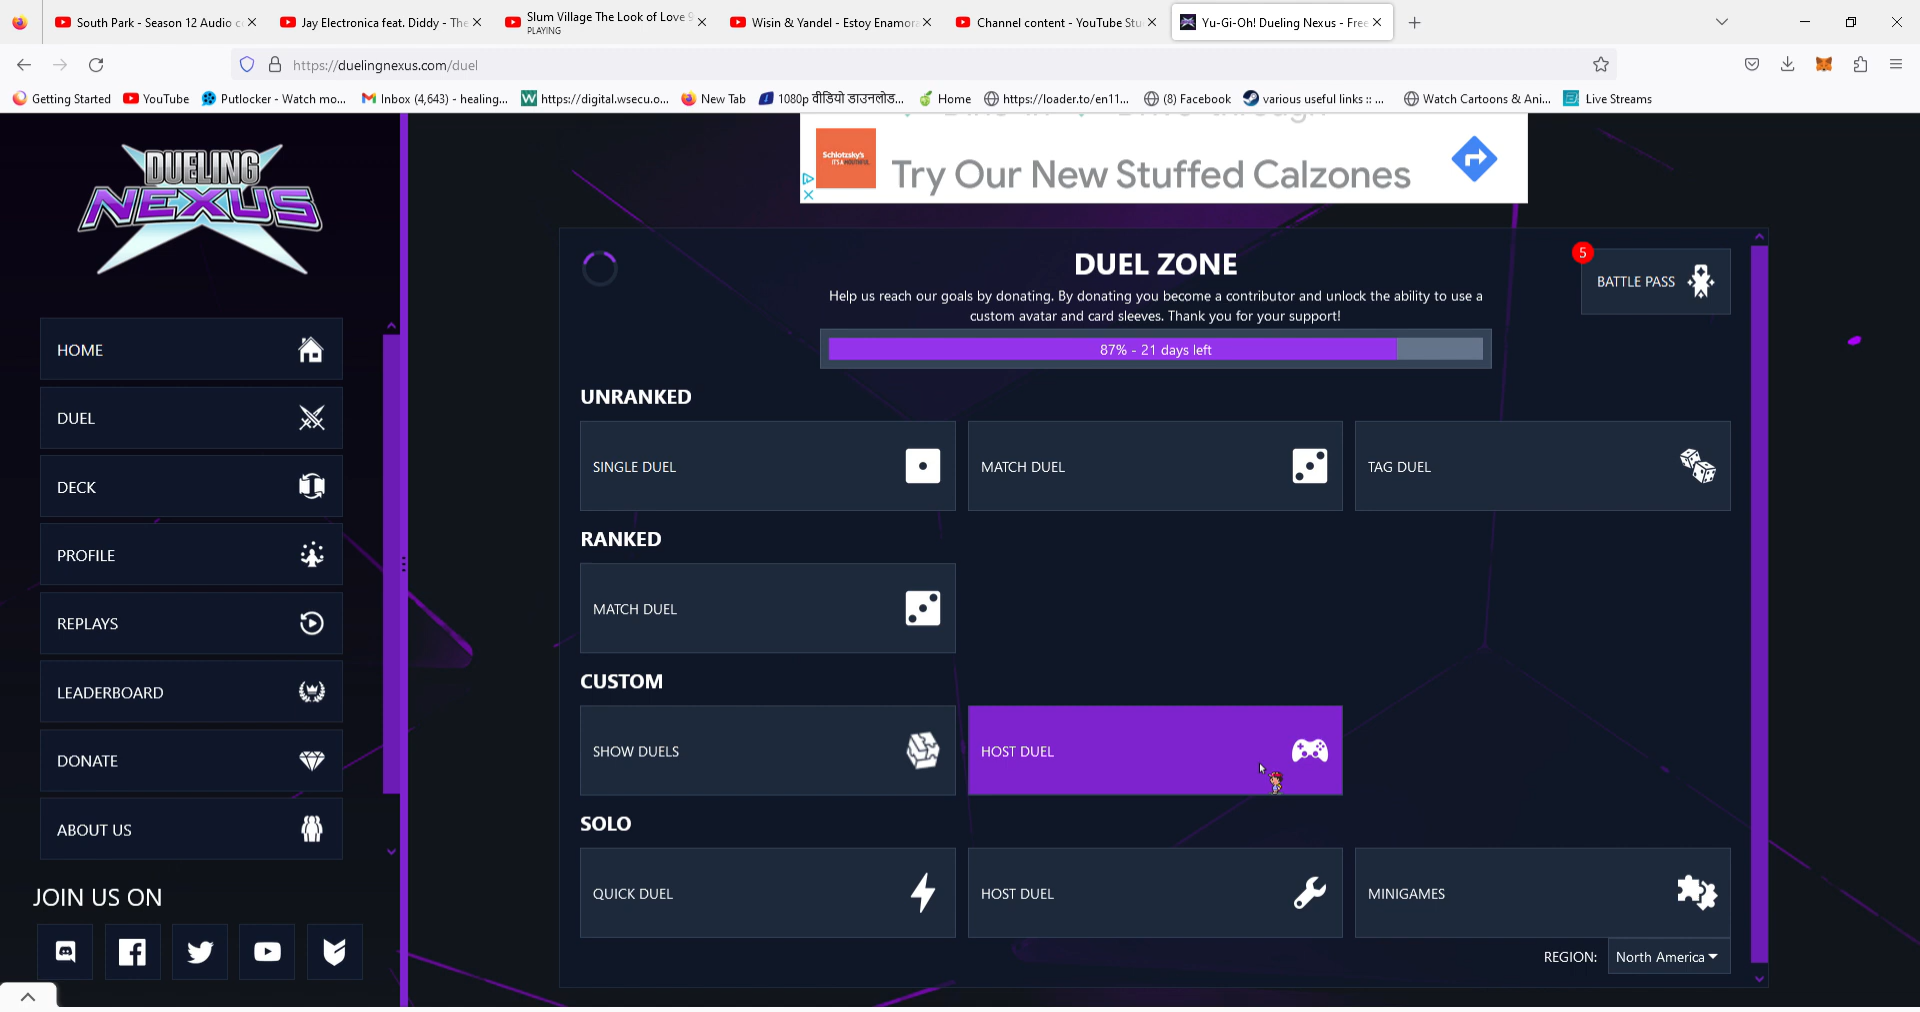 South Park - Season 12 Audio c
Jay Electronica feat. Diddy - The
Slum Village The Look of Love 9
PLAYING
Wisin & Yandel - Estoy Enamora
Channel content - YouTube Stu
Yu-Gi-Oh! Dueling Nexus - Free
https://duelingnexus.com/duel
Getting Started
YouTube
Putlocker - Watch mo...
Inbox (4,643) - healing...
https://digital.wsecu.o...
New Tab
1080p वीडियो डाउनलोड...
Home
https://loader.to/en11...
(8) Facebook
various useful links :: ...
Watch Cartoons & Ani...
Live Streams
DUELING
NEXUS
Schlotzsky's
Try Our New Stuffed Calzones
HOME
DUEL
DECK
PROFILE
REPLAYS
LEADERBOARD
DONATE
ABOUT US
JOIN US ON
DUEL ZONE
Help us reach our goals by donating. By donating you become a contributor and unlock the ability to use a
custom avatar and card sleeves. Thank you for your support!
87% - 21 days left
5
BATTLE PASS
UNRANKED
SINGLE DUEL
MATCH DUEL
TAG DUEL
RANKED
MATCH DUEL
CUSTOM
SHOW DUELS
HOST DUEL
SOLO
QUICK DUEL
HOST DUEL
MINIGAMES
REGION:
North America